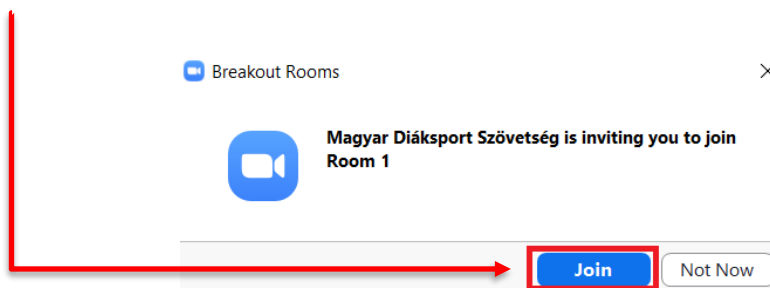 Breakout Rooms
Magyar Diáksport Szövetség is inviting you to join
Room 1
Join Not Now